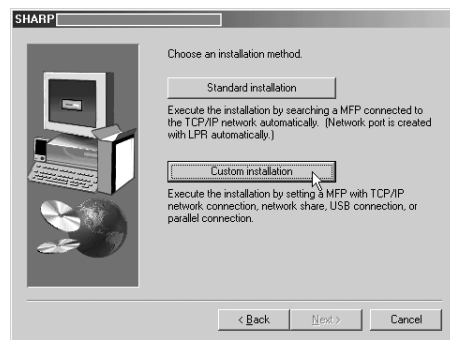 SHARP
Choose an installation method.
Standard installation
Execute the installation by searching a MFP connected to
the TCP/IP network automatically. (Network port is created
with LPR automatically.)
Custom installation
Execute the installation by setting a MFP with TCP/IP
network connection, network share, USB connection, or
parallel connection.
< Back Next > Cancel